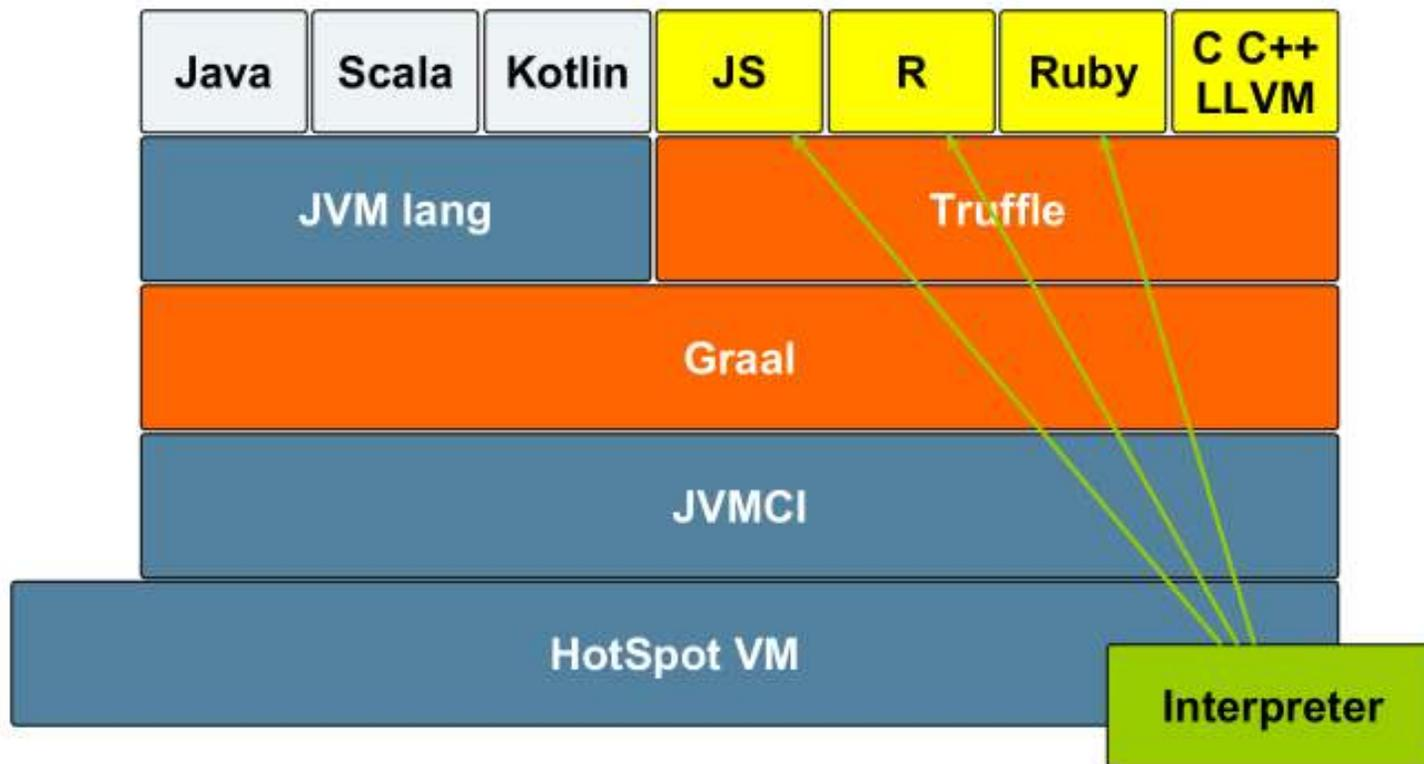 Java
Scala
Kotlin
JS
R
Ruby
C C++
LLVM
JVM lang
Truffle
Graal
JVMCI
HotSpot VM
Interpreter